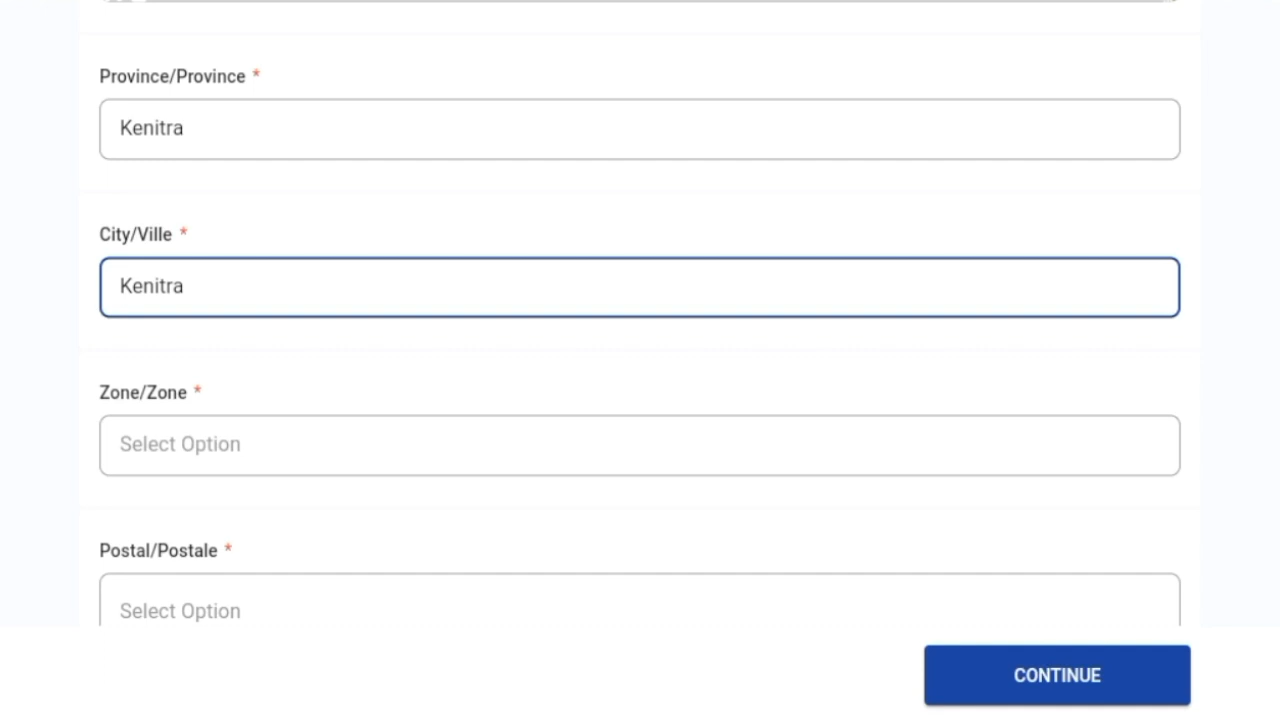 Province/Province *
Kenitra
City/Ville *
Kenitra
Zone/Zone *
Select Option
Postal/Postale *
Select Option
CONTINUE